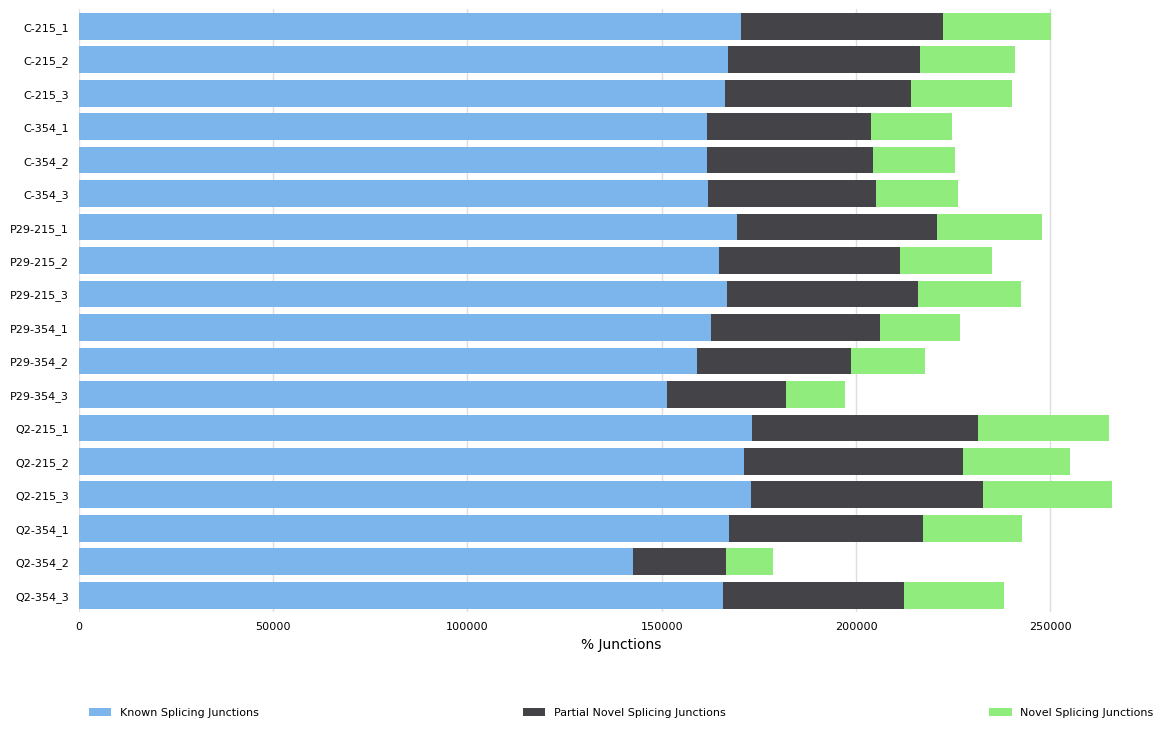 C-215_1
C-215_2
C-215_3
C-354_1
C-354_2
C-354_3
P29-215_1
P29-215_2
P29-215_3
P29-354_1
P29-354_2
P29-354_3
Q2-215_1
Q2-215_2
Q2-215_3
Q2-354_1
Q2-354_2
Q2-354_3
0 50000 100000 150000 200000 250000
% Junctions
Known Splicing Junctions Partial Novel Splicing Junctions Novel Splicing Junctions